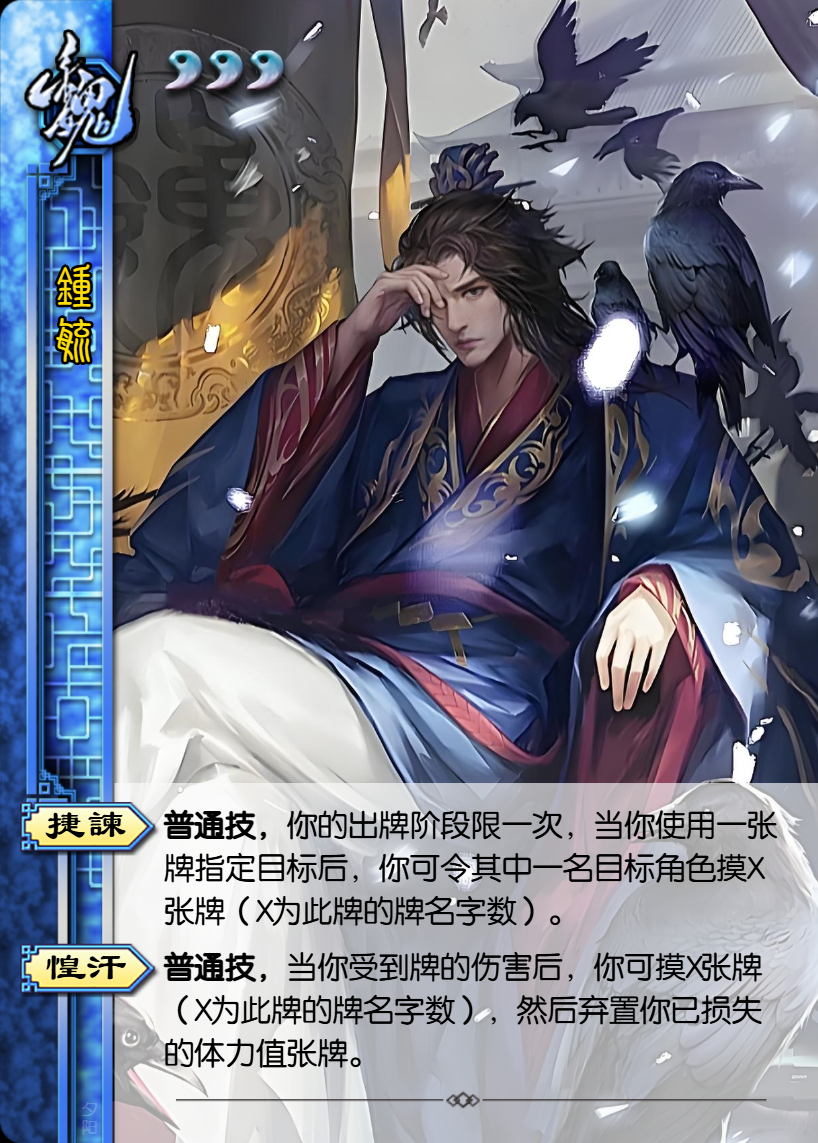 魏
鍾毓
諫
捷諫
普通技，你的出牌阶段限一次，当你使用一张
牌指定目标后，你可令其中一名目标角色摸X
张牌（X为此牌的牌名字数）。
惶汗
普通技，当你受到牌的伤害后，你可摸X张牌
（X为此牌的牌名字数），然后弃置你已损失
的体力值张牌。
夕阳